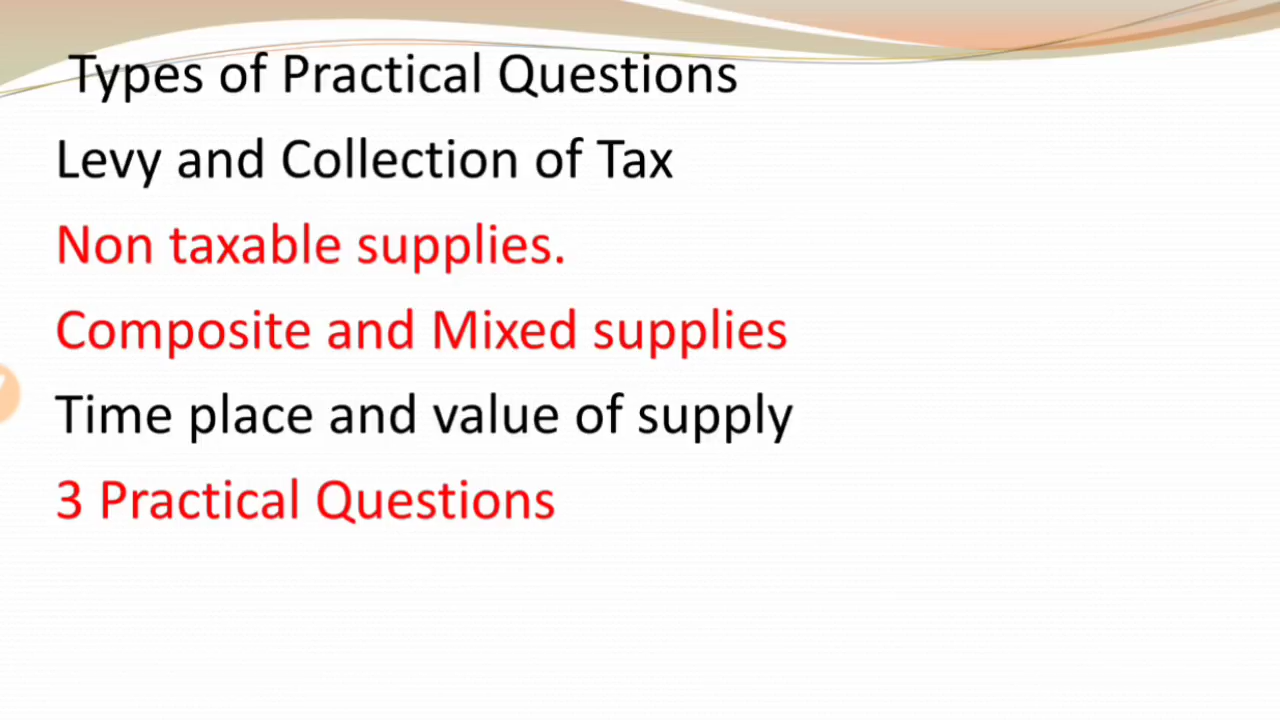 Types of Practical Questions
Levy and Collection of Tax
Non taxable supplies.
Composite and Mixed supplies
Time place and value of supply
3 Practical Questions